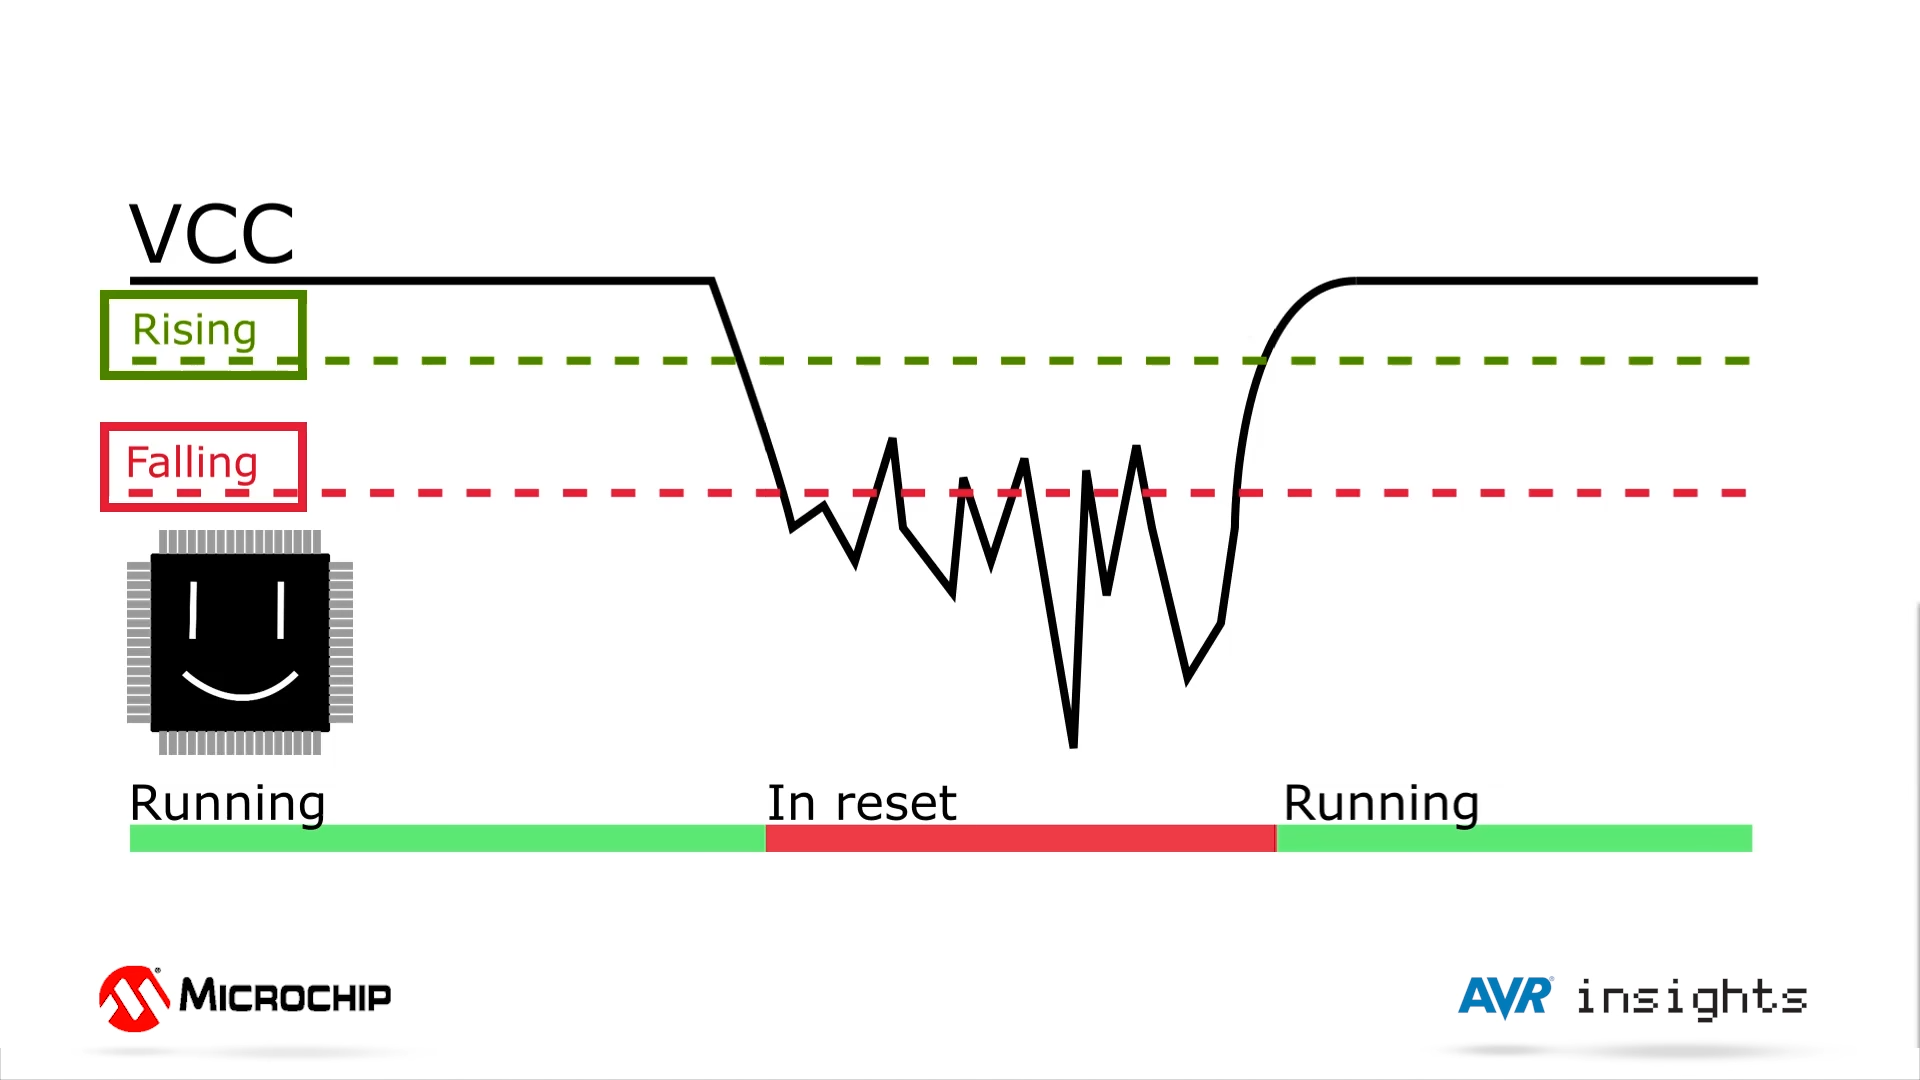 VCC
Rising
Falling
Running
In reset
Running
MICROCHIP
AVR insights